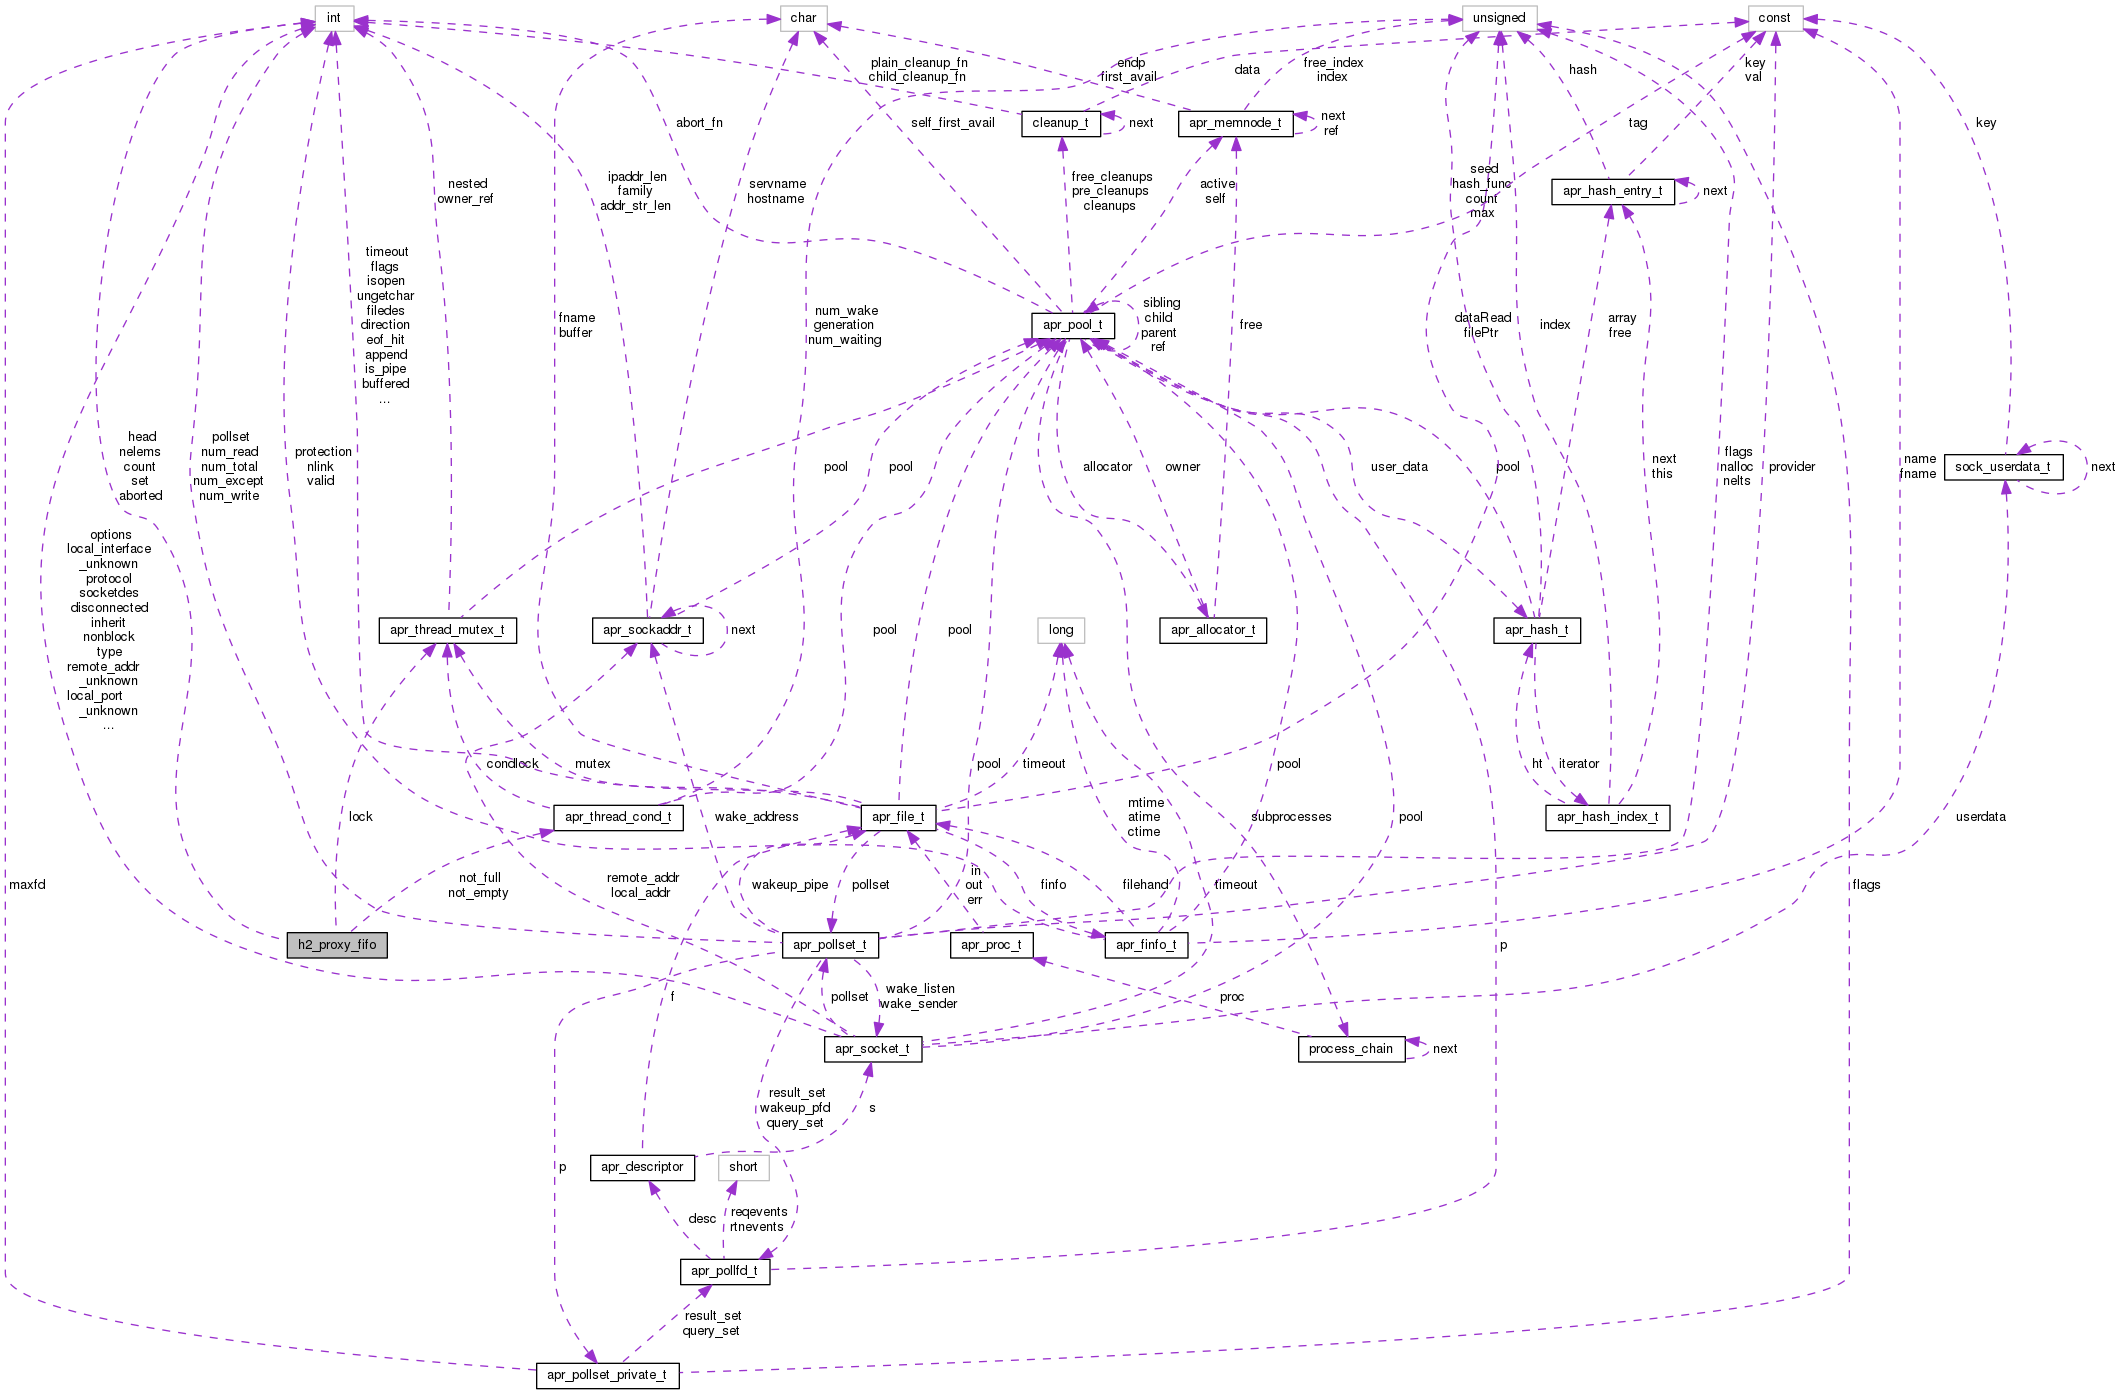 int
char
unsigned
const
plain_cleanup_fn
child_cleanup_fn
endp
first_avail
data
free_index
index
hash
key
val
abort_fn
self_first_avail
cleanup_t
next
apr_memnode_t
next
ref
tag
key
nested
owner_ref
ipaddr_len
family
addr_str_len
servname
hostname
free_cleanups
pre_cleanups
cleanups
active
self
seed
hash_func
count
max
apr_hash_entry_t
next
timeout
flags
isopen
ungetchar
filedes
direction
eof_hit
append
is_pipe
buffered
...
fname
buffer
num_wake
generation
num_waiting
apr_pool_t
sibling
child
parent
ref
free
dataRead
filePtr
index
array
free
head
nelems
count
set
aborted
pollset
num_read
num_total
num_except
num_write
protection
nlink
valid
pool
pool
allocator
owner
user_data
pool
next
this
flags
nalloc
nelts
provider
name
fname
sock_userdata_t
next
options
local_interface
_unknown
protocol
socketdes
disconnected
inherit
nonblock
type
remote_addr
_unknown
local_port
_unknown
...
apr_thread_mutex_t
apr_sockaddr_t
next
pool
pool
long
apr_allocator_t
apr_hash_t
condlock
mutex
pool
timeout
pool
ht
iterator
lock
apr_thread_cond_t
wake_address
apr_file_t
mtime
atime
ctime
subprocesses
pool
apr_hash_index_t
userdata
maxfd
not_full
not_empty
remote_addr
local_addr
wakeup_pipe
pollset
in
out
err
finfo
filehand
timeout
flags
h2_proxy_fifo
apr_pollset_t
apr_proc_t
apr_finfo_t
p
f
pollset
wake_listen
wake_sender
proc
apr_socket_t
process_chain
next
result_set
wakeup_pfd
query_set
s
p
apr_descriptor
short
desc
reqevents
rtnevents
apr_pollfd_t
result_set
query_set
apr_pollset_private_t